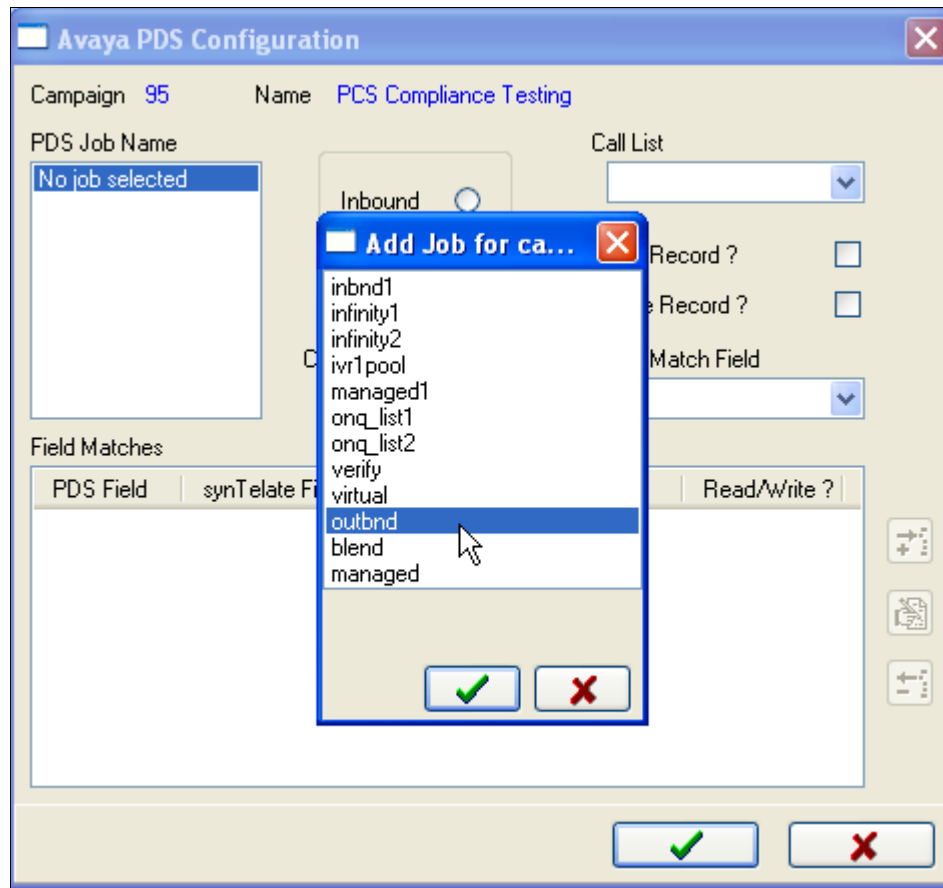 Avaya PDS Configuration
Campaign 95 Name PCS Compliance Testing
PDS Job Name
Call List
No job selected
Inbound
Add Job for ca...
Record ?
Record ?
Match Field
inbnd1
infinity1
infinity2
ivr1pool
managed1
onq_list1
onq_list2
verify
virtual
outbnd
blend
managed
Field Matches
PDS Field synTelate Fi Read/Write ?